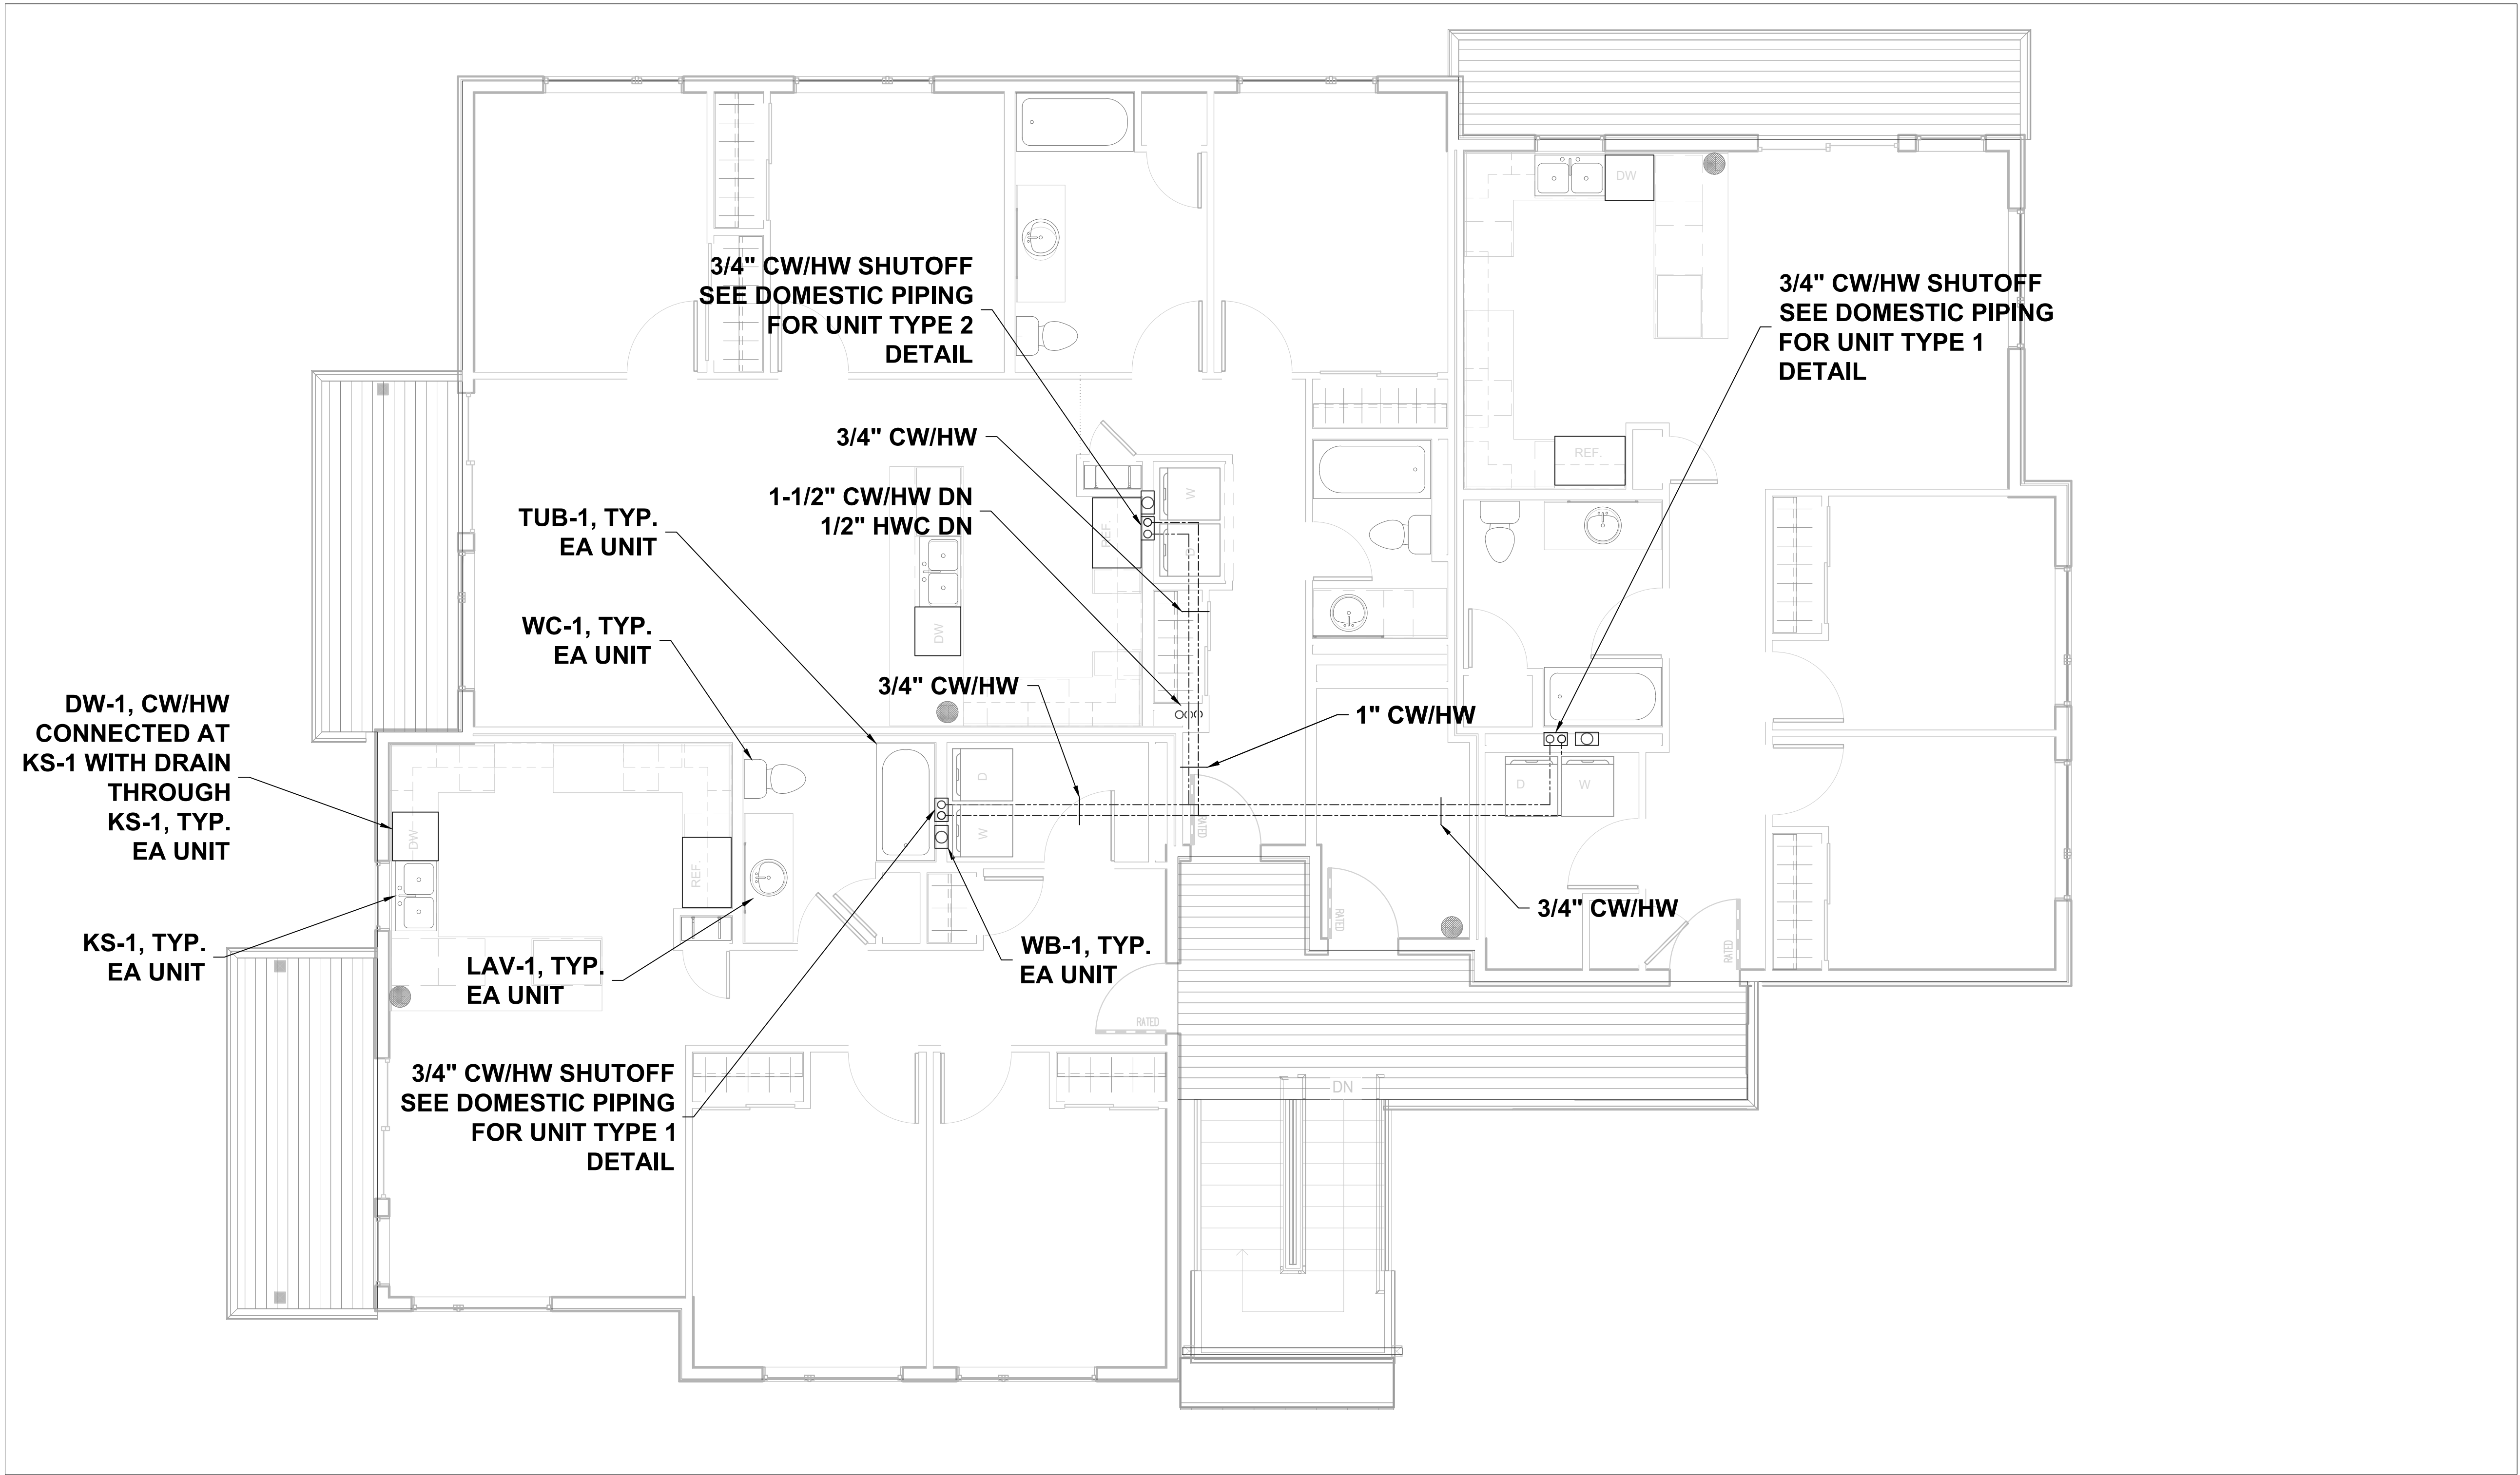 DW
3/4" CW/HW SHUTOFF
SEE DOMESTIC PIPING
FOR UNIT TYPE 2
DETAIL
3/4" CW/HW SHUTOFF
SEE DOMESTIC PIPING
FOR UNIT TYPE 1
DETAIL
3/4" CW/HW
REF.
W
1-1/2" CW/HW DN
1/2" HWC DN
TUB-1, TYP.
EA UNIT
REF.
D
WC-1, TYP.
EA UNIT
DW
3/4" CW/HW
1" CW/HW
DW-1, CW/HW
CONNECTED AT
KS-1 WITH DRAIN
THROUGH
KS-1, TYP.
EA UNIT
D
D
W
DW
W
RATED
REF.
3/4" CW/HW
RATED
RATED
KS-1, TYP.
EA UNIT
LAV-1, TYP.
EA UNIT
WB-1, TYP.
EA UNIT
RATED
3/4" CW/HW SHUTOFF
SEE DOMESTIC PIPING
FOR UNIT TYPE 1
DETAIL
DN